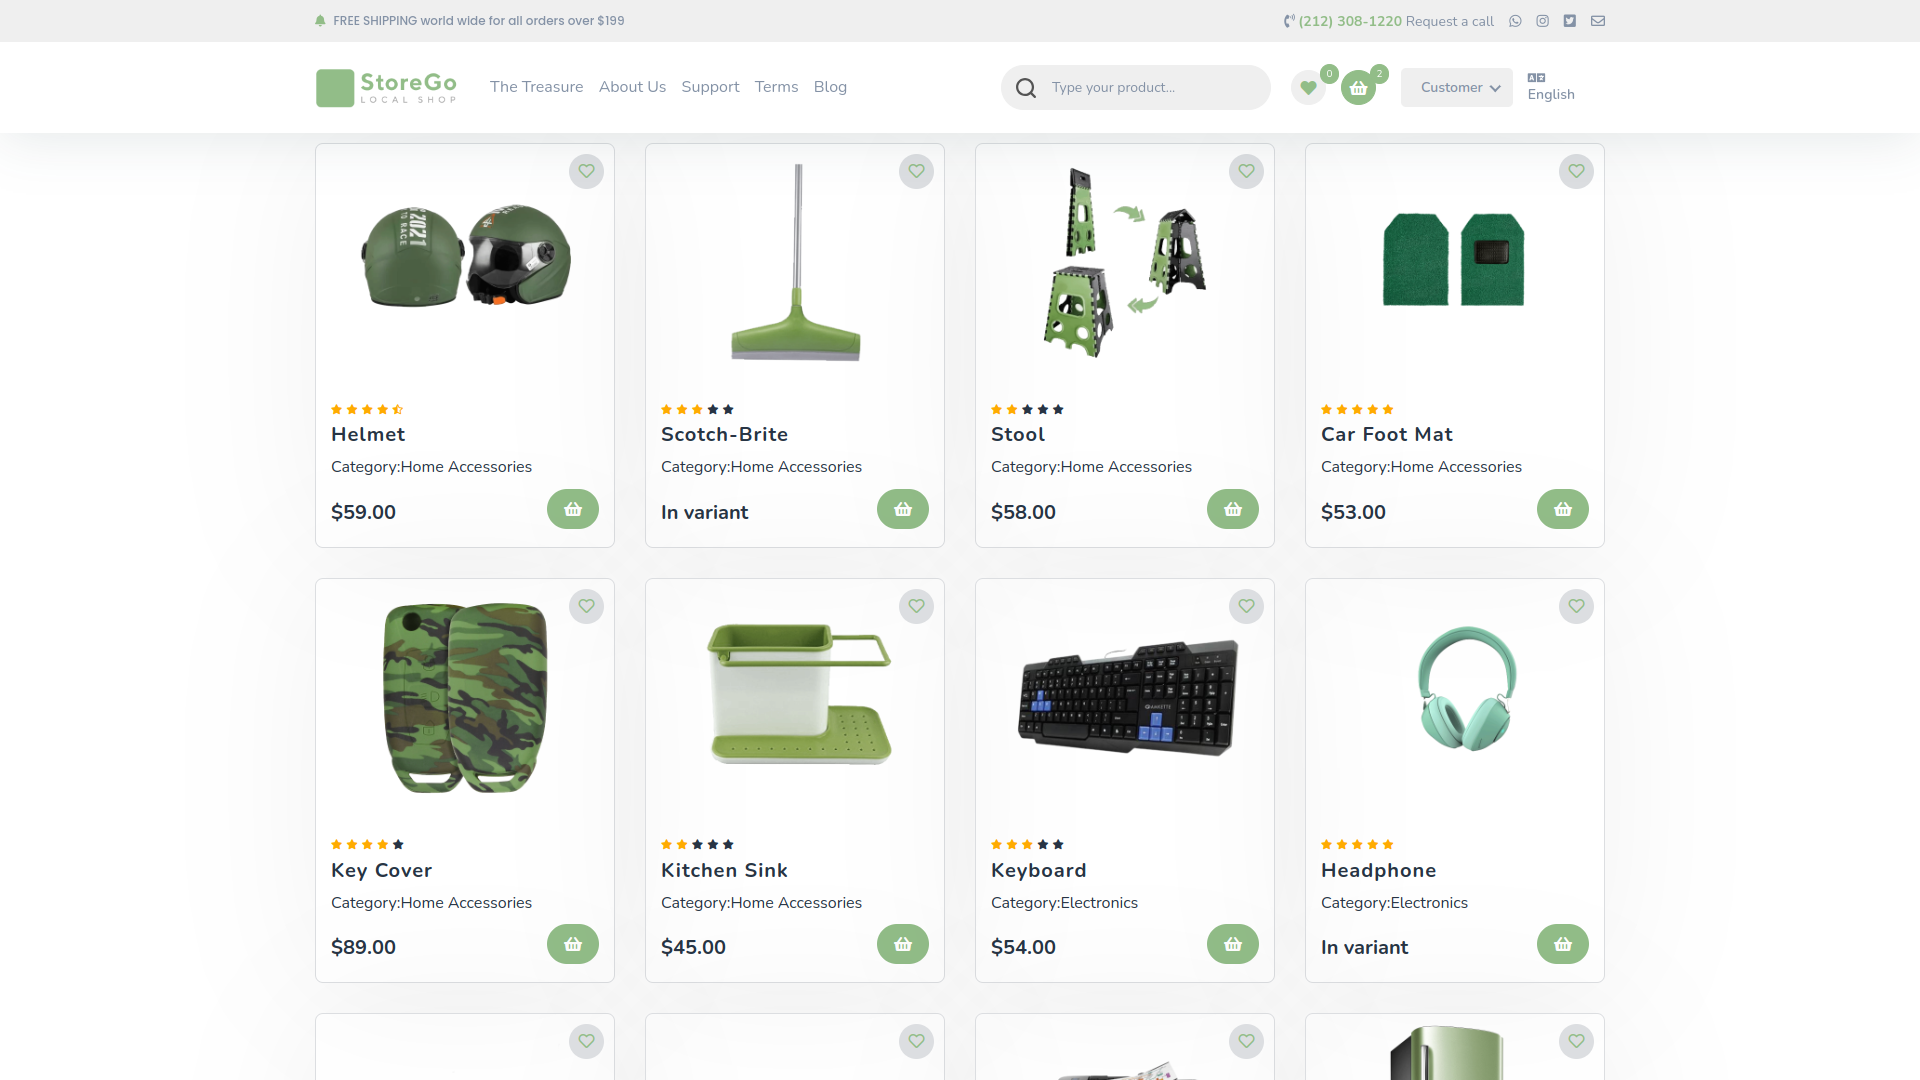 FREE SHIPPING world wide for all orders over $199
(212) 308-1220 Request a call
StoreGo
LOCAL SHOP
The Treasure About Us Support Terms Blog
Type your product...
0
2
Customer
English
2021
TO RACE
Helmet
Category:Home Accessories
$59.00
Scotch-Brite
Category:Home Accessories
In variant
Stool
Category:Home Accessories
$58.00
Car Foot Mat
Category:Home Accessories
$53.00
Key Cover
Category:Home Accessories
$89.00
Kitchen Sink
Category:Home Accessories
$45.00
Keyboard
Category:Electronics
$54.00
Headphone
Category:Electronics
In variant